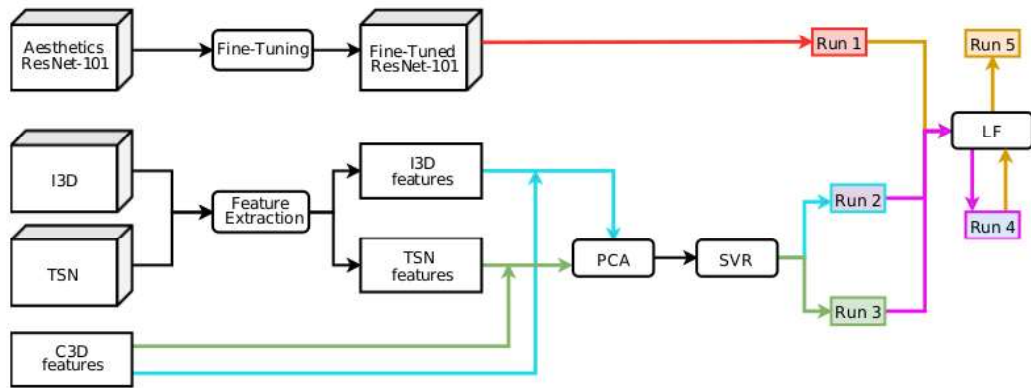 Aesthetics
ResNet-101
Fine-Tuning
Fine-Tuned
ResNet-101
Run 1
Run 5
LF
I3D
Feature
Extraction
I3D
features
Run 2
Run 4
TSN
TSN
features
PCA
SVR
Run 3
C3D
features